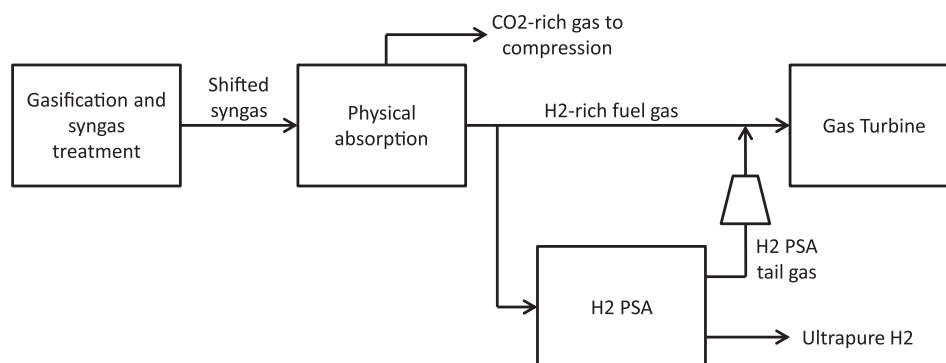 CO2-rich gas to
compression
Gasification and
syngas
treatment
Shifted
syngas
Physical
absorption
H2-rich fuel gas
Gas Turbine
H2 PSA
tail gas
H2 PSA
Ultrapure H2